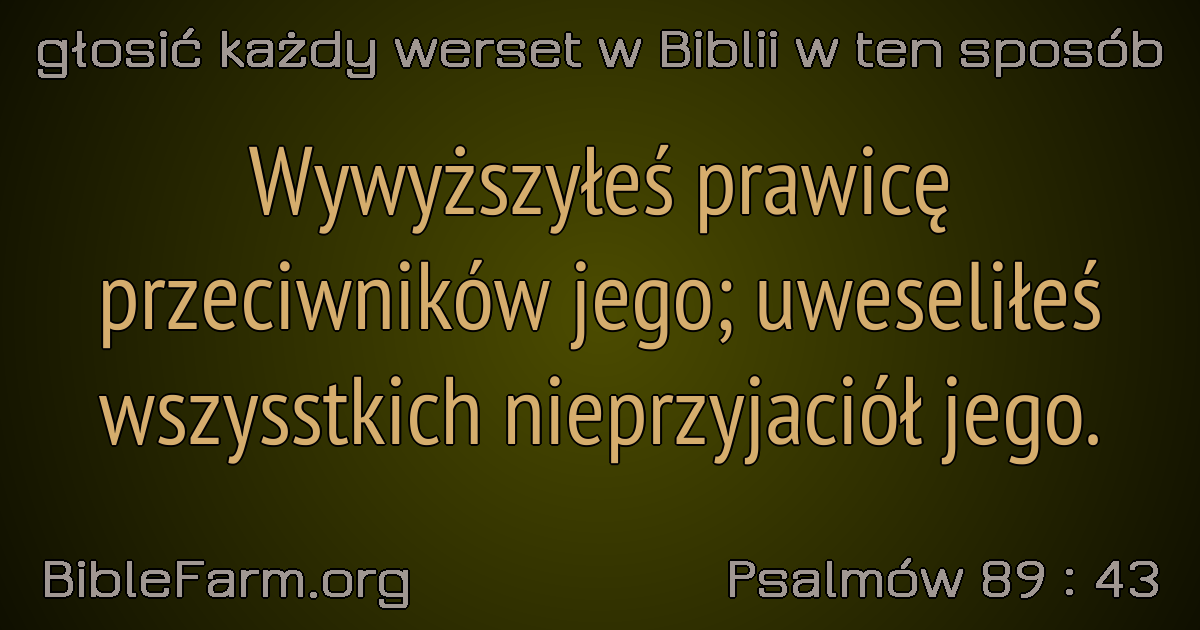 głosić każdy werset w Biblii w ten sposób
Wywyższyłeś prawicę
przeciwników jego; uweseliłeś
wszysstkich nieprzyjaciół jego.
BibleFarm.org
Psalmów 89 : 43